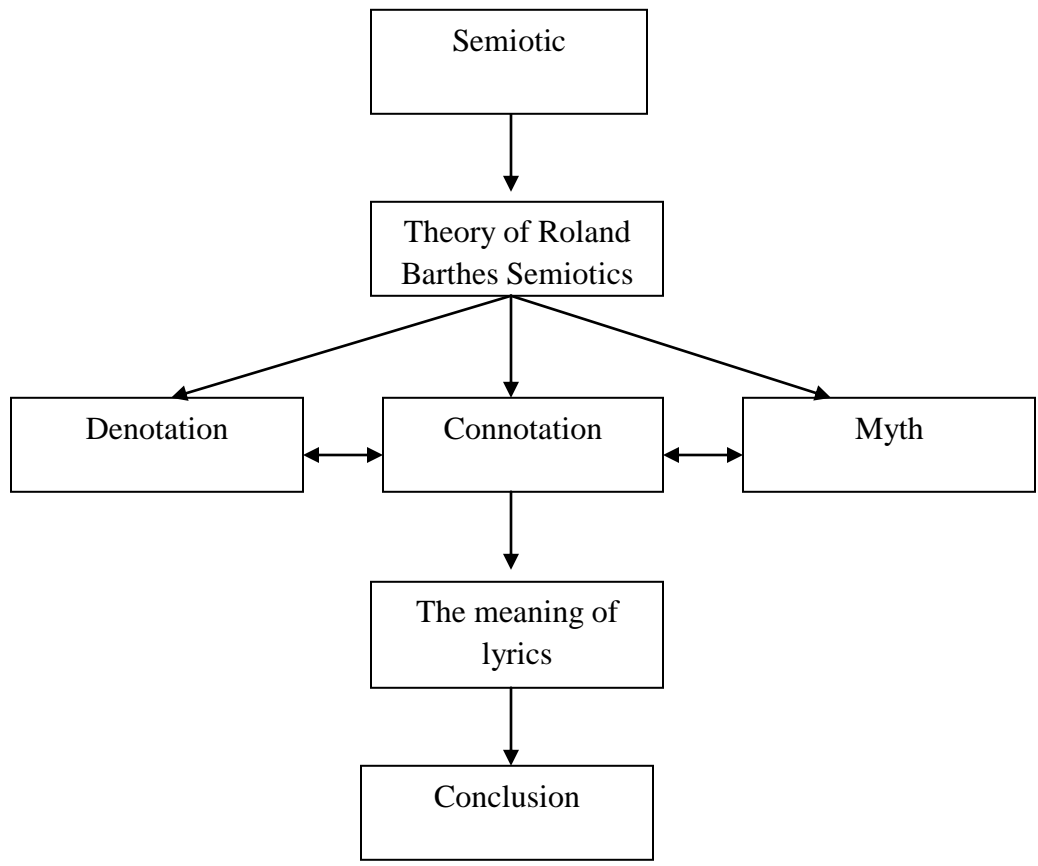 Semiotic
Theory of Roland
Barthes Semiotics
Denotation
Connotation
Myth
The meaning of
lyrics
Conclusion